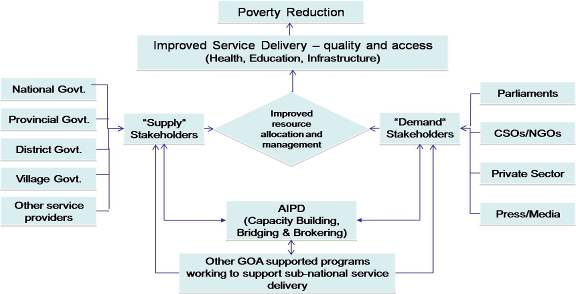 Poverty Reduction
Improved Service Delivery – quality and access
(Health, Education, Infrastructure)
National Govt.
Provincial Govt.
District Govt.
Village Govt.
Other service
providers
"Supply"
Stakeholders
Improved
resource
allocation and
management
"Demand"
Stakeholders
Parliaments
CSOs/NGOs
Private Sector
Press/Media
AIPD
(Capacity Building,
Bridging & Brokering)
Other GOA supported programs
working to support sub-national service
delivery